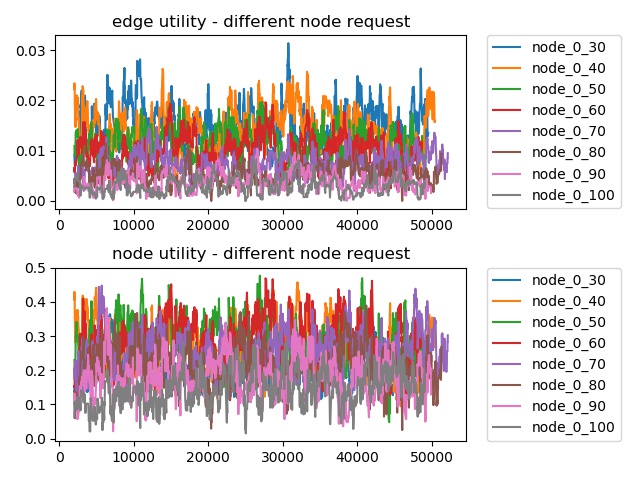 edge utility - different node request
0.03
0.02
0.01
0.00
0 10000 20000 30000 40000 50000
node_0_30
node_0_40
node_0_50
node_0_60
node_0_70
node_0_80
node_0_90
node_0_100
node utility - different node request
0.5
0.4
0.3
0.2
0.1
0.0
0 10000 20000 30000 40000 50000
node_0_30
node_0_40
node_0_50
node_0_60
node_0_70
node_0_80
node_0_90
node_0_100